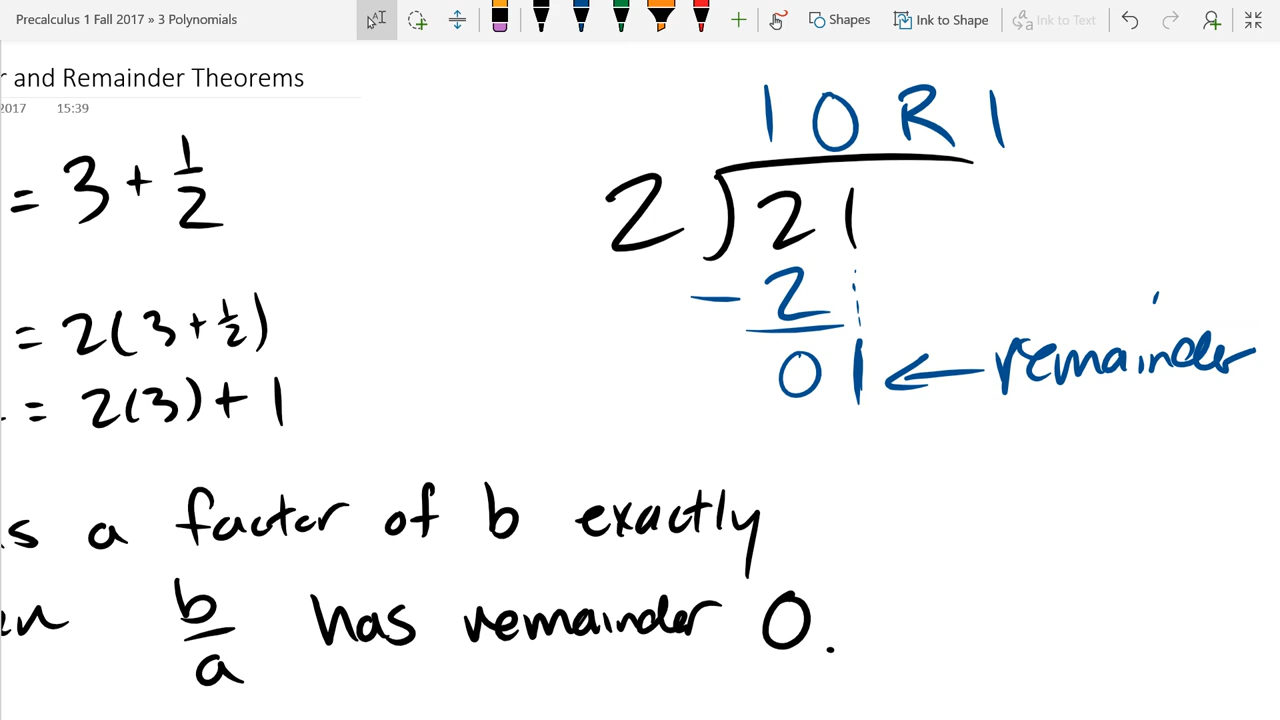 Precalculus 1 Fall 2017 » 3 Polynomials
Shapes
Ink to Shape
Ink to Text
and Remainder Theorems
2017 15:39
= 3 + 1/2
= 2(3 + 1/2)
= 2(3) + 1
10 R 1
2)21
- 2
01 ← remainder
s a factor of b exactly
b/a has remainder 0.